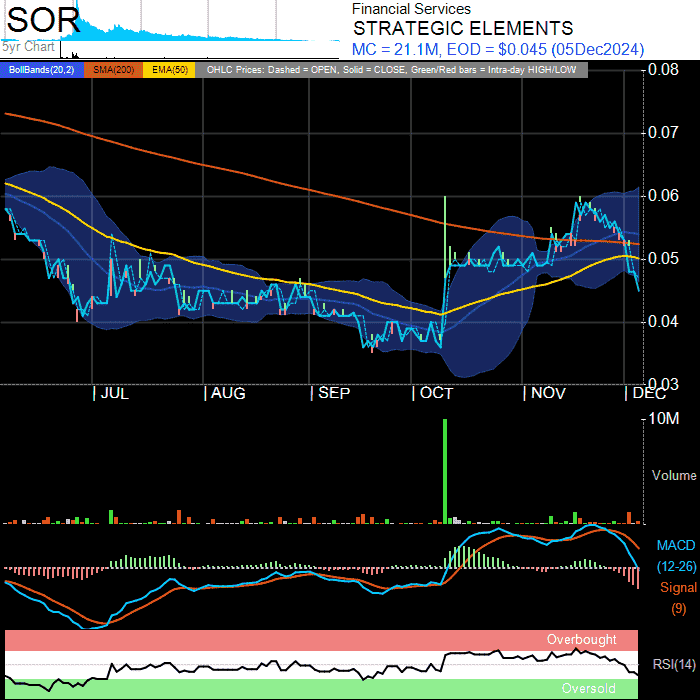 SOR
5yr Chart
Financial Services
STRATEGIC ELEMENTS
MC = 21.1M, EOD = $0.045 (05Dec2024)
BollBands(20,2) SMA(200) EMA(50) OHLC Prices: Dashed = OPEN, Solid = CLOSE, Green/Red bars = Intra-day HIGH/LOW
0.08
0.07
0.06
0.05
0.04
0.03
JUL AUG SEP OCT NOV DEC
10M
Volume
MACD
(12-26)
Signal
(9)
Overbought
RSI(14)
Oversold